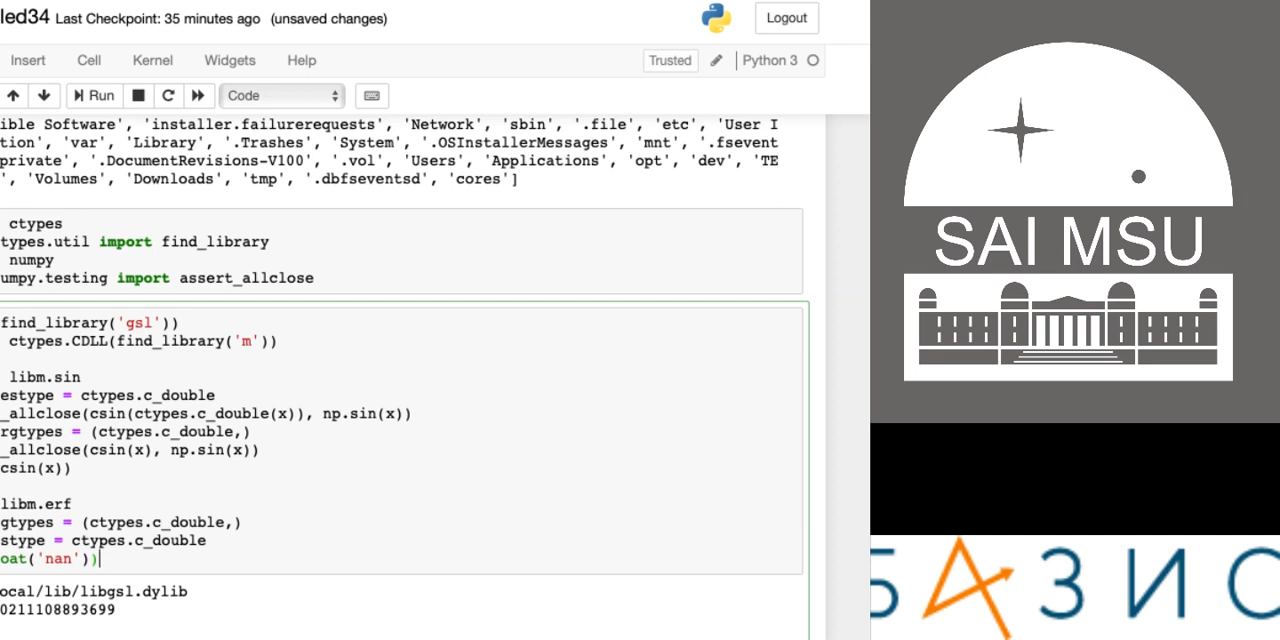 led34 Last Checkpoint: 35 minutes ago (unsaved changes)
Logout
Insert Cell Kernel Widgets Help
Trusted Python 3
Run Code
ible Software', 'installer.failurerequests', 'Network', 'sbin', '.file', 'etc', 'User I
tion', 'var', 'Library', '.Trashes', 'System', '.OSInstallerMessages', 'mnt', '.fsevent
private', '.DocumentRevisions-V100', '.vol', 'Users', 'Applications', 'opt', 'dev', 'TE
', 'Volumes', 'Downloads', 'tmp', '.dbfseventsd', 'cores']
ctypes
types.util import find_library
numpy
umpy.testing import assert_allclose
find_library('gsl'))
ctypes.CDLL(find_library('m'))
libm.sin
estype = ctypes.c_double
_allclose(csin(ctypes.c_double(x)), np.sin(x))
rgtypes = (ctypes.c_double,)
_allclose(csin(x), np.sin(x))
csin(x))
libm.erf
gtypes = (ctypes.c_double,)
stype = ctypes.c_double
oat('nan'))
ocal/lib/libgsl.dylib
0211108893699
SAI MSU
БАЗИС